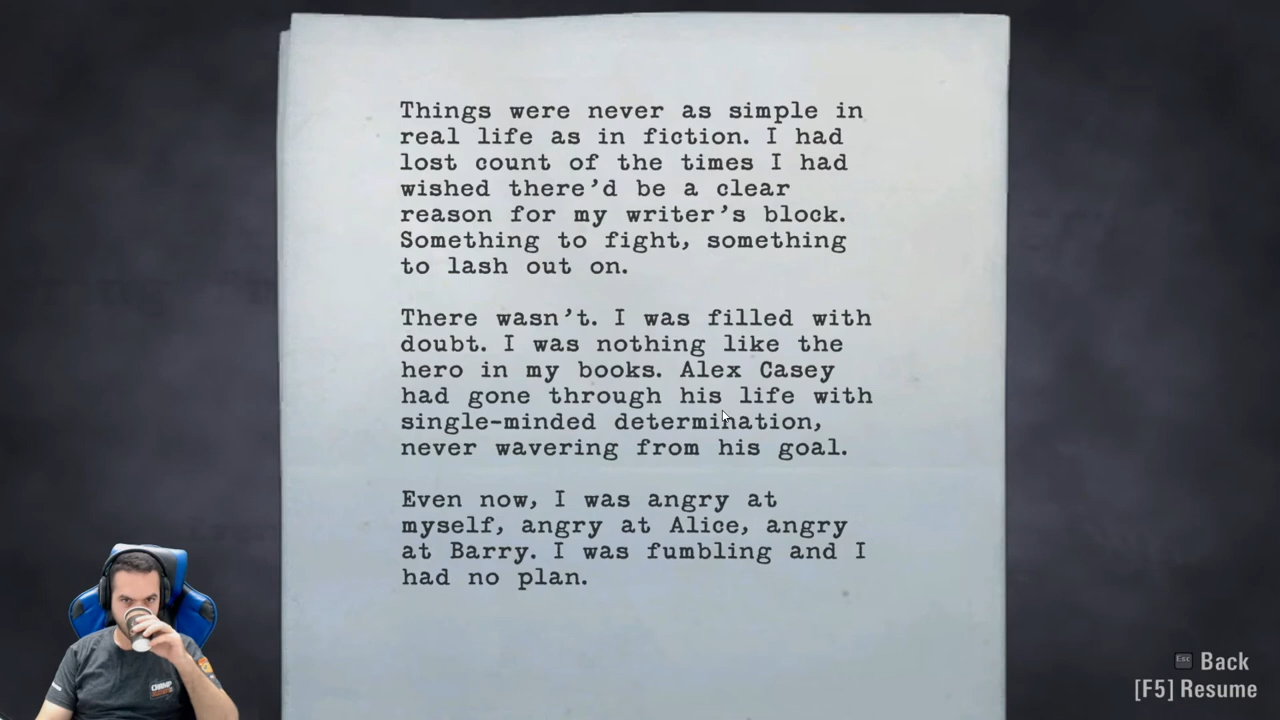 Things were never as simple in
real life as in fiction. I had
lost count of the times I had
wished there’d be a clear
reason for my writer’s block.
Something to fight, something
to lash out on.
There wasn’t. I was filled with
doubt. I was nothing like the
hero in my books. Alex Casey
had gone through his life with
single-minded determination,
never wavering from his goal.
Even now, I was angry at
myself, angry at Alice, angry
at Barry. I was fumbling and I
had no plan.
Esc Back
[F5] Resume